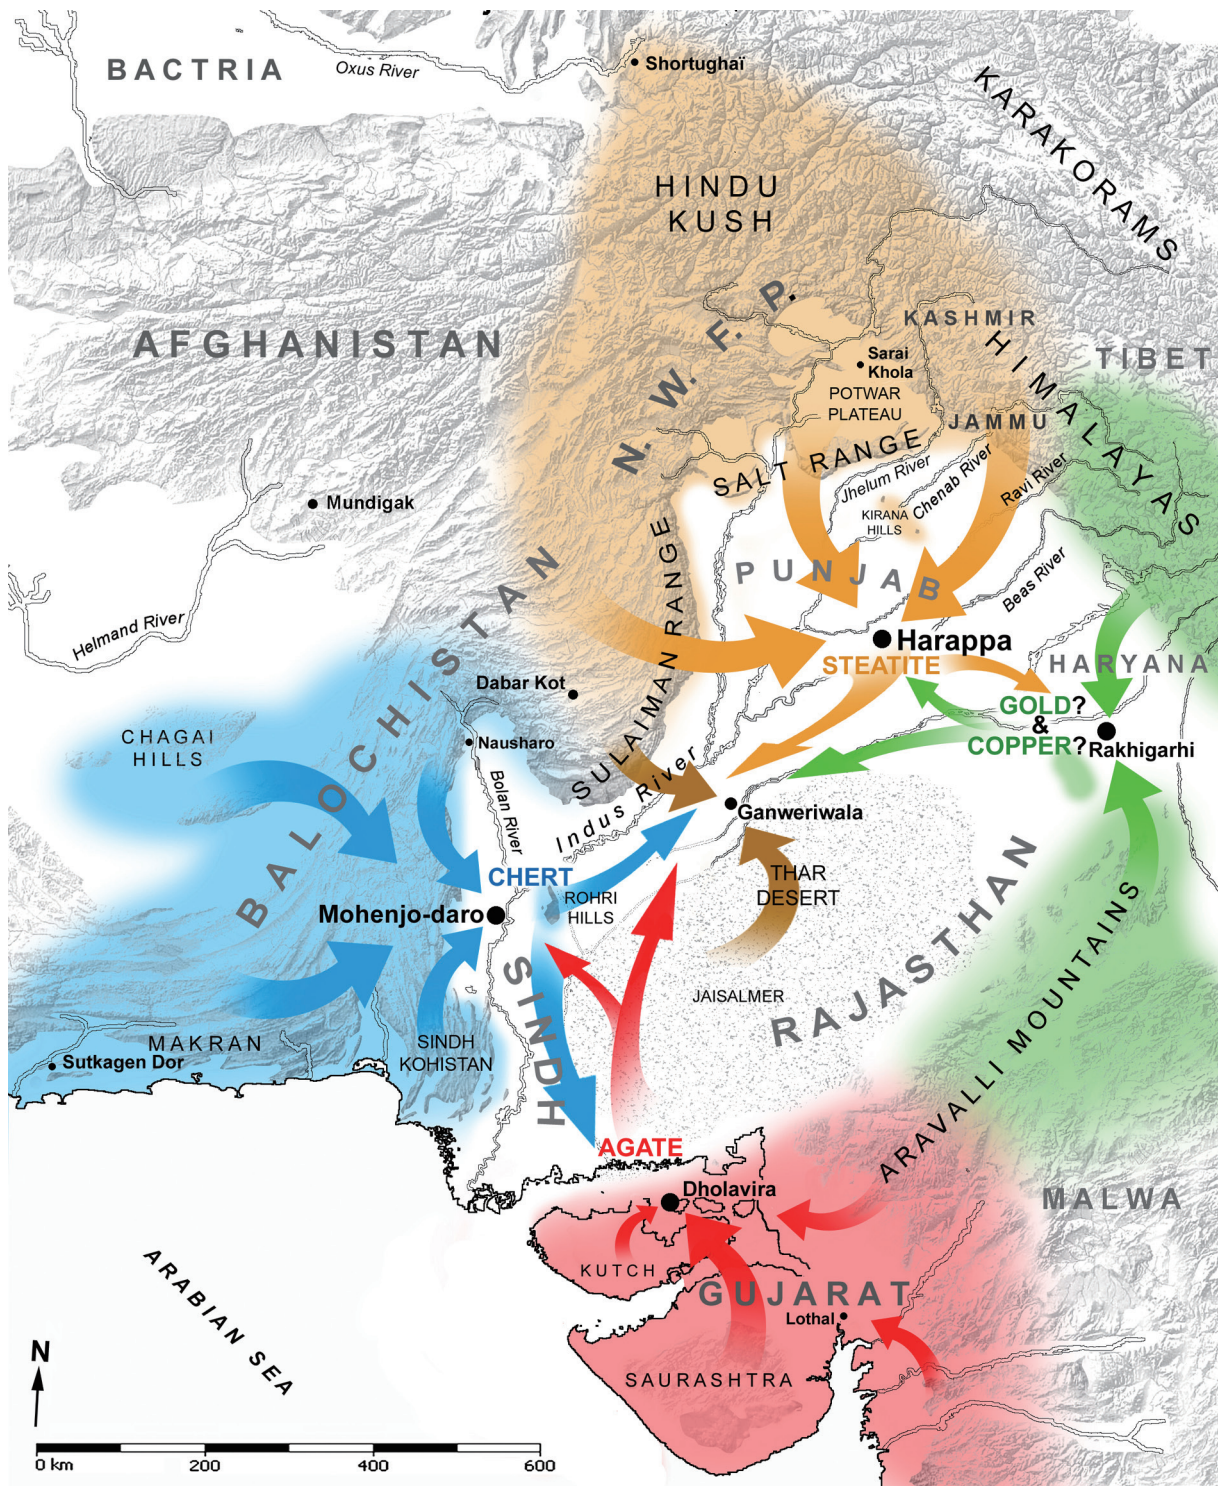 BACTRIA
Oxus River
Shortughaï
KARAKORAMS
HINDU
KUSH
N. W. F. P.
KASHMIR
HIMALAYAS
TIBET
AFGHANISTAN
Sarai
Khola
POTWAR
PLATEAU
JAMMU
SALT RANGE
Jhelum River
Chenab River
Ravi River
Mundigak
KIRANA
HILLS
PUNJAB
Beas River
Helmand River
BALOCHISTAN
SULAIMAN RANGE
Harappa
STEATITE
HARYANA
Dabar Kot
GOLD?
&
COPPER?
Rakhigarhi
CHAGAI
HILLS
Nausharo
Bolan River
Indus River
Ganweriwala
CHERT
ROHRI
HILLS
THAR
DESERT
Mohenjo-daro
SINDH
JAISALMER
RAJASTHAN
ARAVALLI MOUNTAINS
MAKRAN
SINDH
KOHISTAN
Sutkagen Dor
AGATE
Dholavira
MALWA
KUTCH
GUJARAT
Lothal
SAURASHTRA
ARABIAN SEA
N
0 km 200 400 600